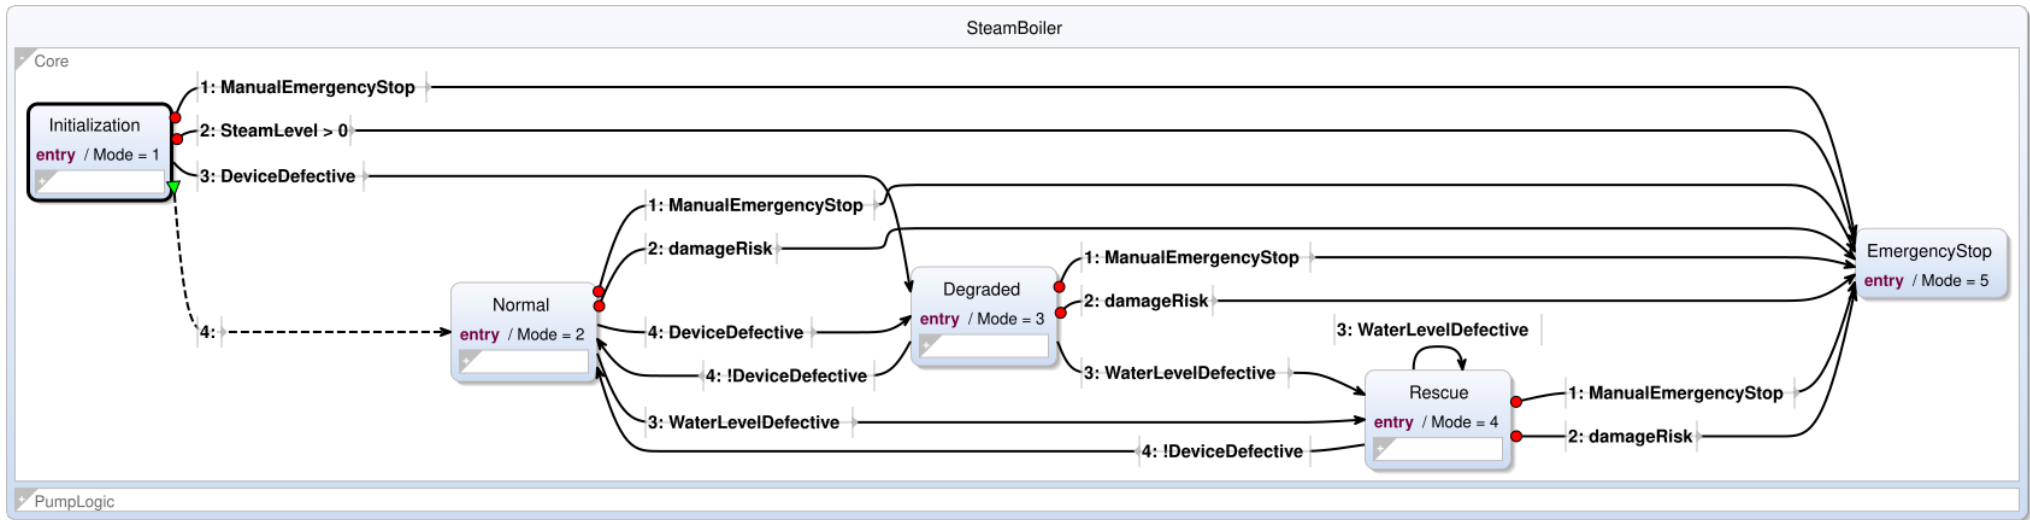 SteamBoiler
Core
1: ManualEmergencyStop
Initialization
entry / Mode = 1
2: SteamLevel > 0
3: DeviceDefective
4:
Normal
entry / Mode = 2
1: ManualEmergencyStop
2: damageRisk
4: DeviceDefective
4: !DeviceDefective
3: WaterLevelDefective
4: !DeviceDefective
Degraded
entry / Mode = 3
1: ManualEmergencyStop
2: damageRisk
3: WaterLevelDefective
3: WaterLevelDefective
Rescue
entry / Mode = 4
1: ManualEmergencyStop
2: damageRisk
EmergencyStop
entry / Mode = 5
PumpLogic